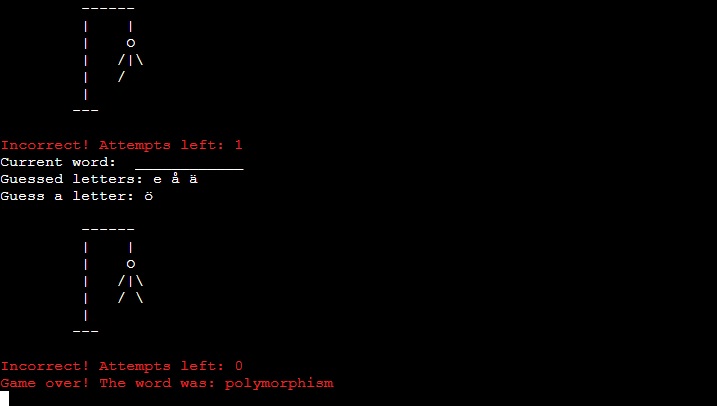 Incorrect! Attempts left: 1
Current word:  ____________
Guessed letters: e å ä
Guess a letter: ö
Incorrect! Attempts left: 0
Game over! The word was: polymorphism